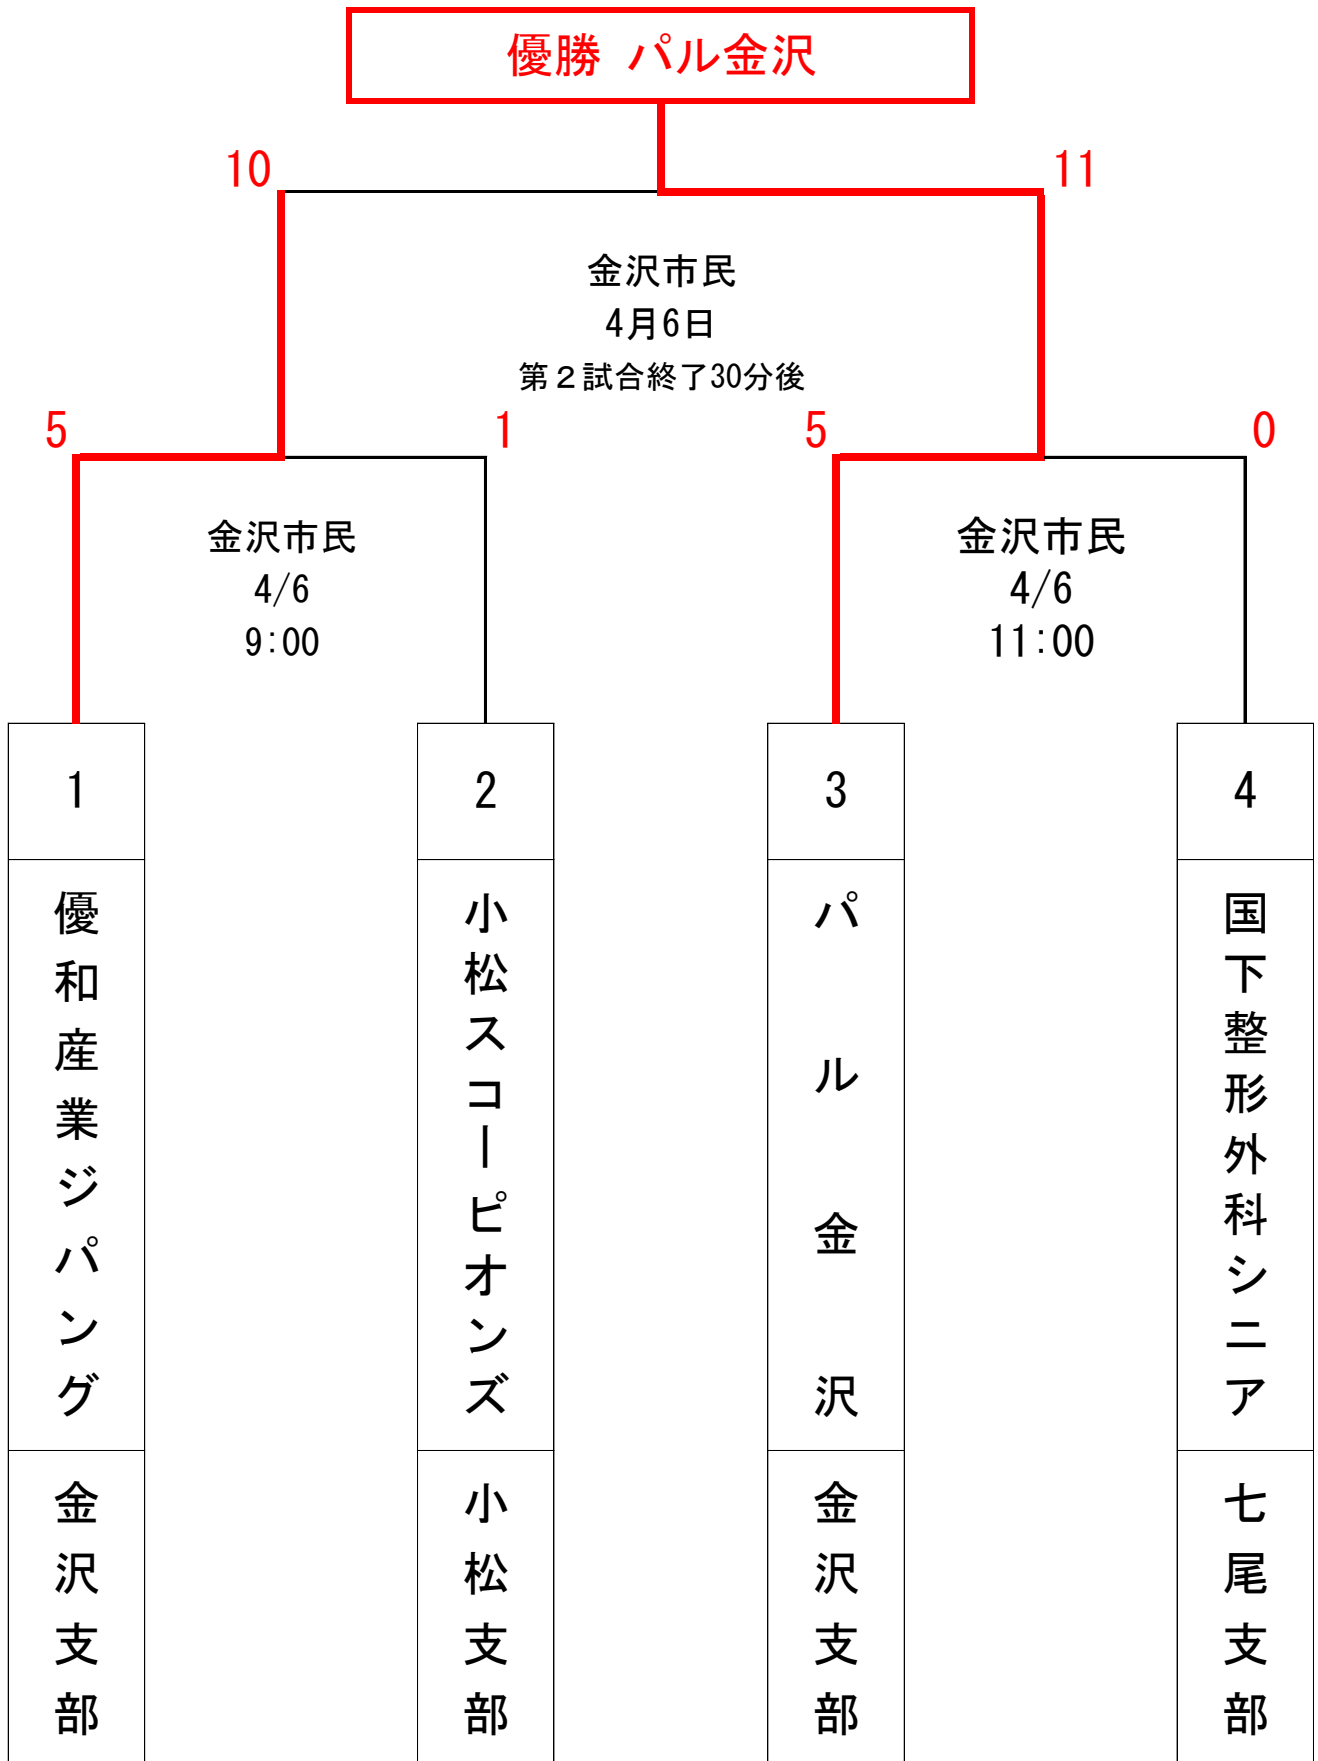 優勝 パル金沢
10
11
金沢市民
4月6日
第２試合終了30分後
5
1
5
0
金沢市民
4/6
9:00
金沢市民
4/6
11:00
1
2
3
4
優和産業ジパング
小松スコーピオンズ
パル金沢
国下整形外科シニア
金沢支部
小松支部
金沢支部
七尾支部